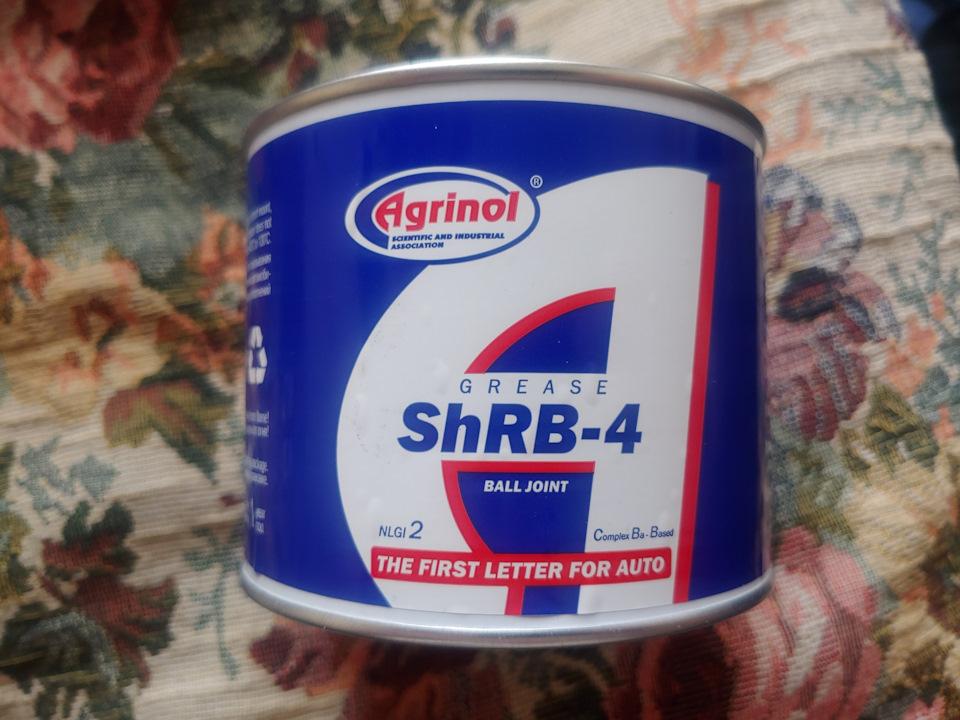 Agrinol®
SCIENTIFIC AND INDUSTRIAL
ASSOCIATION
GREASE
ShRB-4
BALL JOINT
NLGI 2
Complex Ba-Based
THE FIRST LETTER FOR AUTO